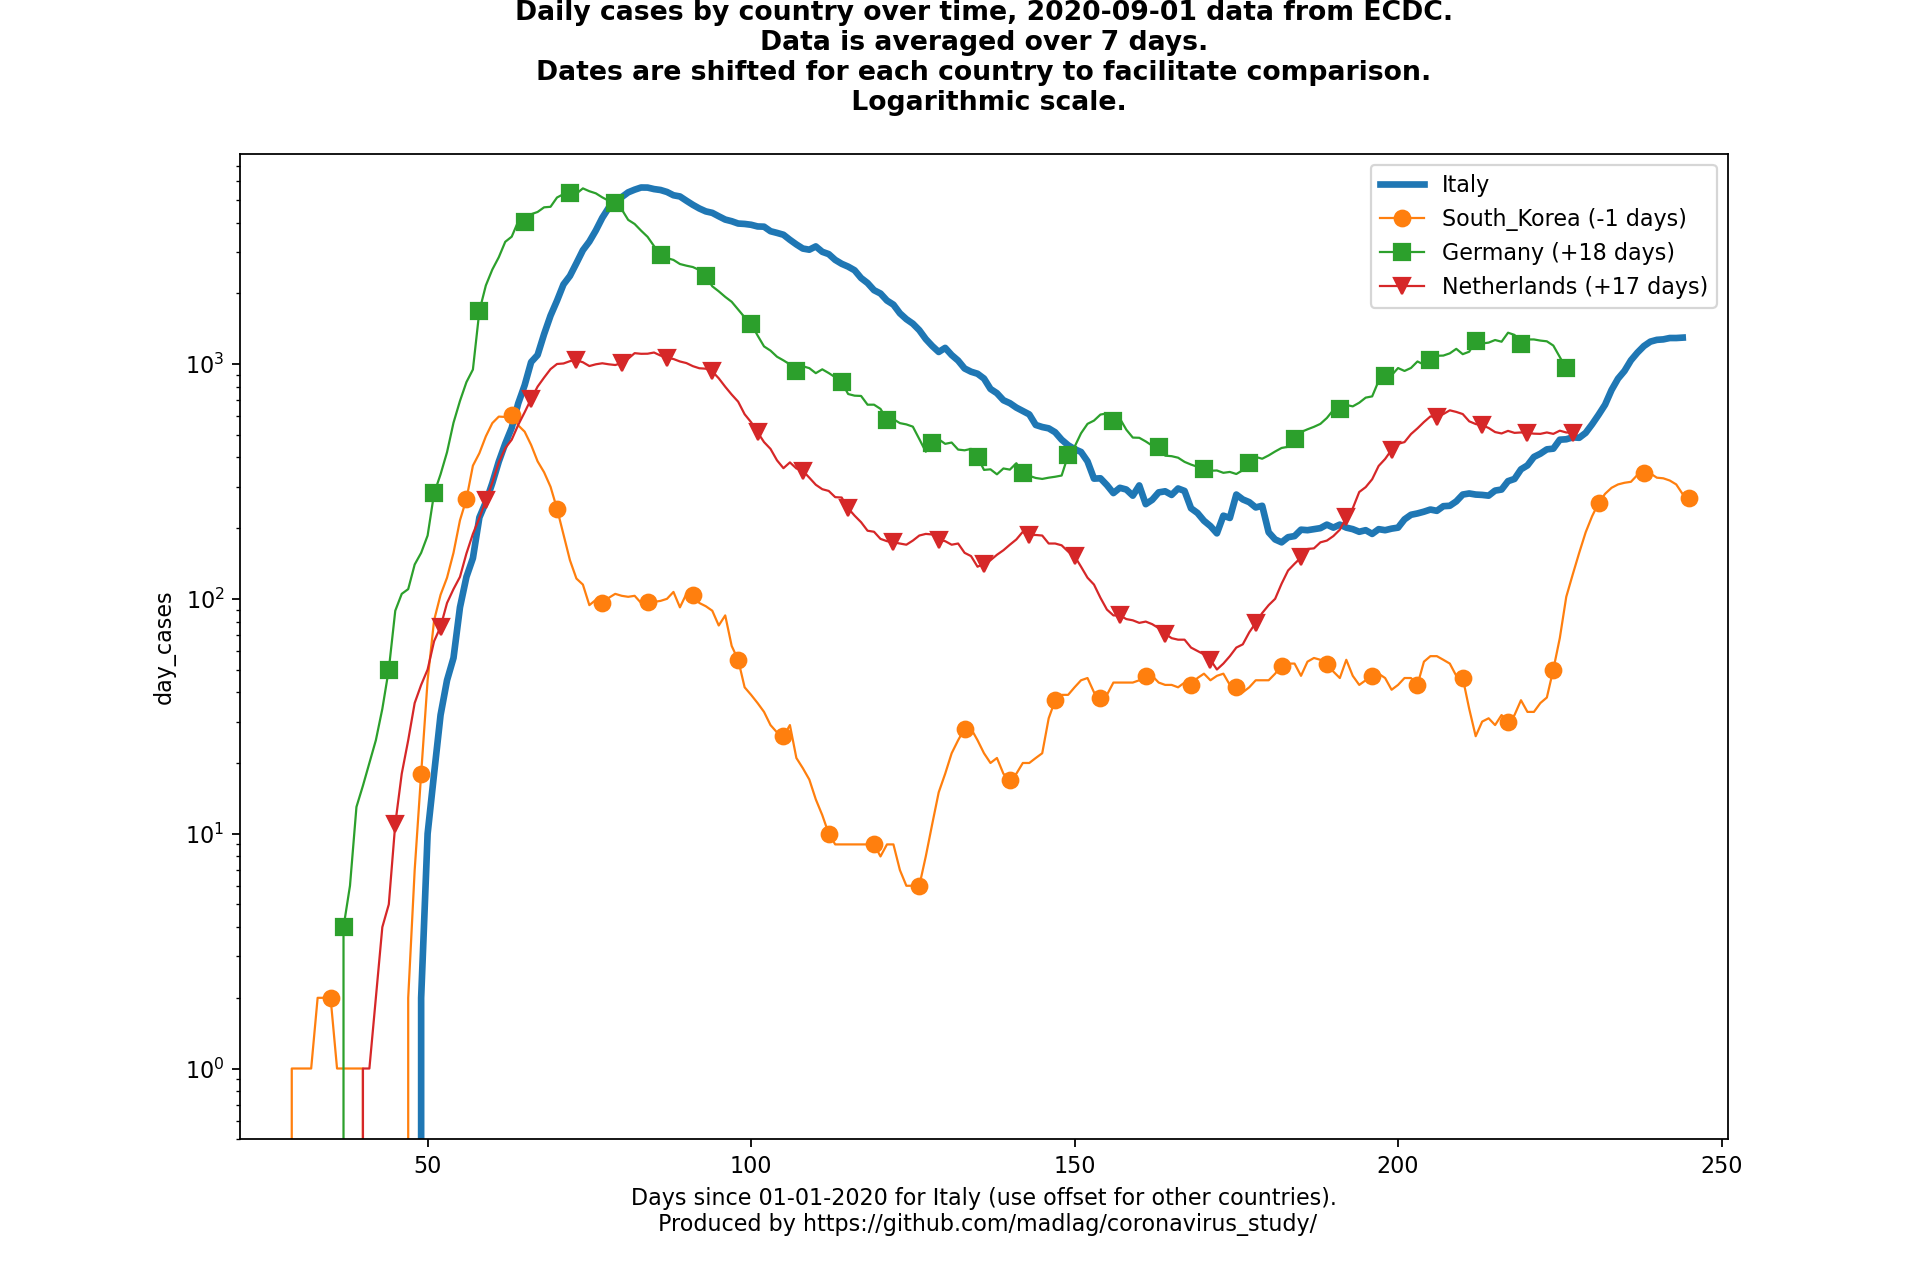 Daily cases by country over time, 2020-09-01 data from ECDC.
Data is averaged over 7 days.
Dates are shifted for each country to facilitate comparison.
Logarithmic scale.
Italy
South_Korea (-1 days)
Germany (+18 days)
Netherlands (+17 days)
day_cases
10³
10²
10¹
10⁰
50 100 150 200 250
Days since 01-01-2020 for Italy (use offset for other countries).
Produced by https://github.com/madlag/coronavirus_study/